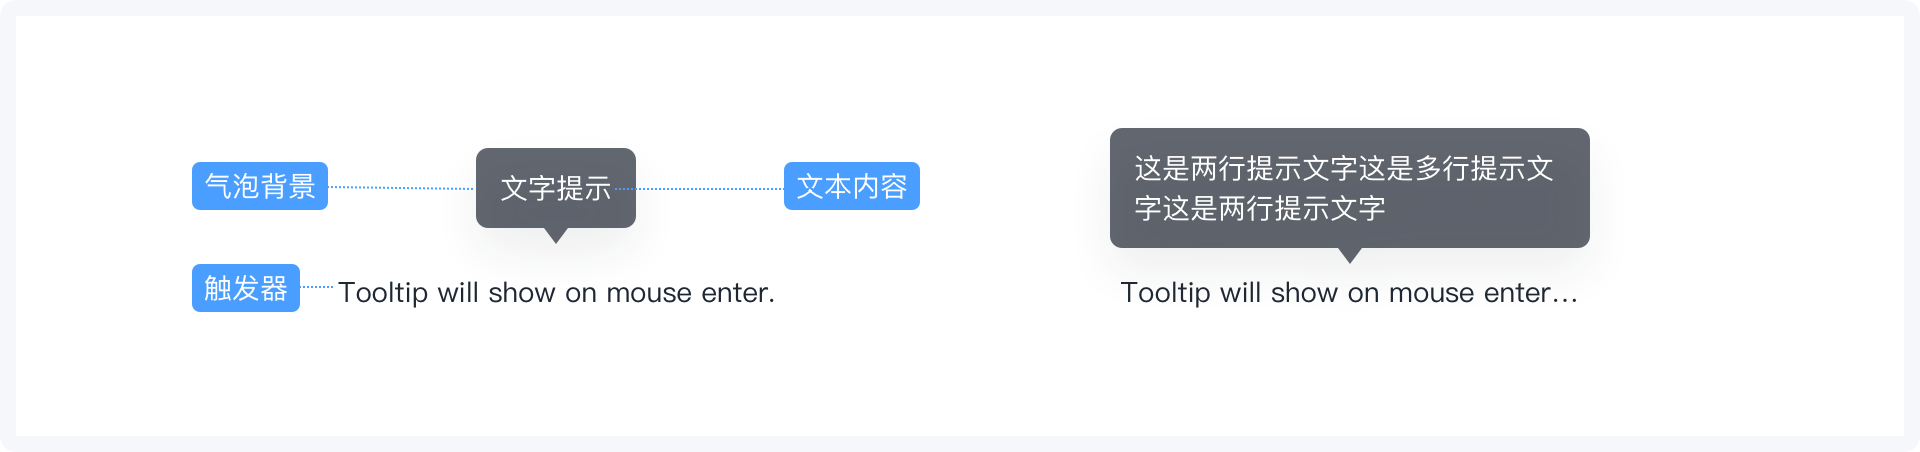 气泡背景
文字提示
文本内容
触发器
Tooltip will show on mouse enter.
这是两行提示文字这是多行提示文
字这是两行提示文字
Tooltip will show on mouse enter...